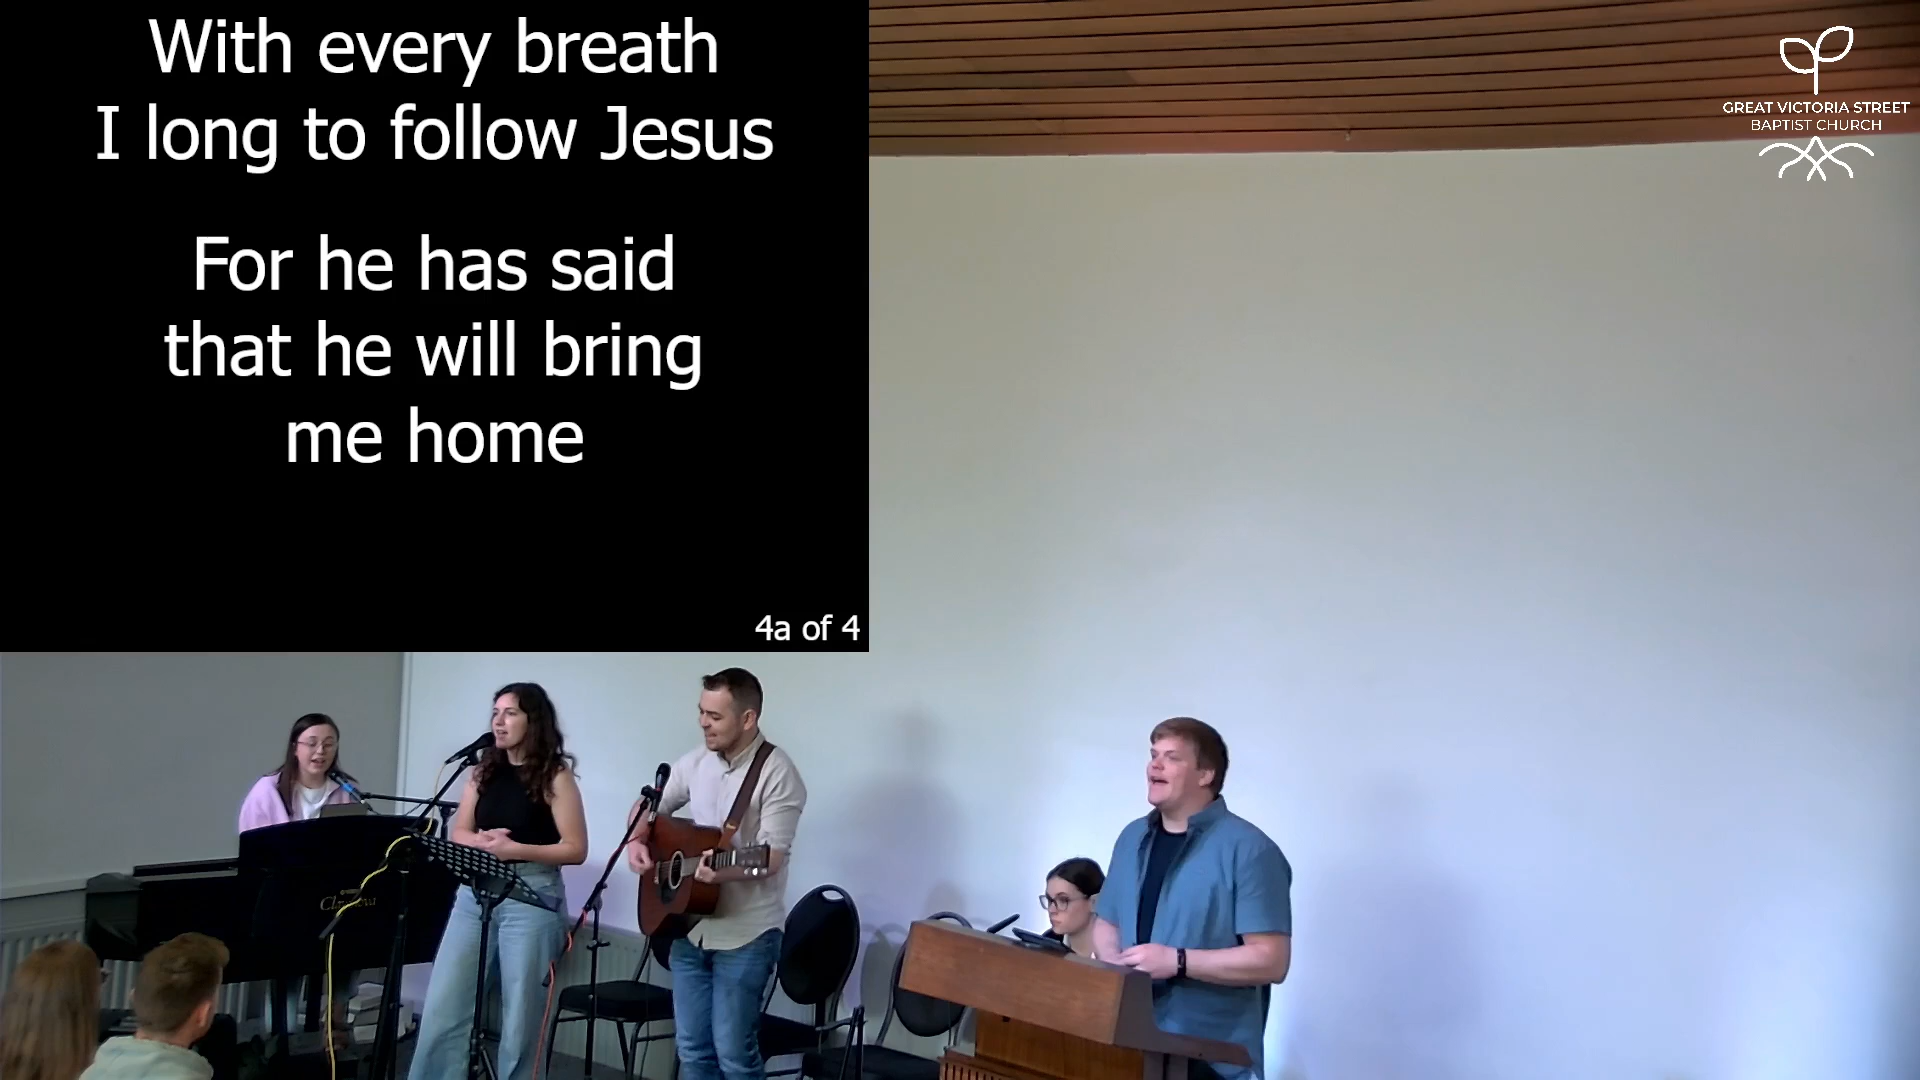 With every breath
I long to follow Jesus
For he has said
that he will bring
me home
4a of 4
GREAT VICTORIA STREET
BAPTIST CHURCH
Clavinova